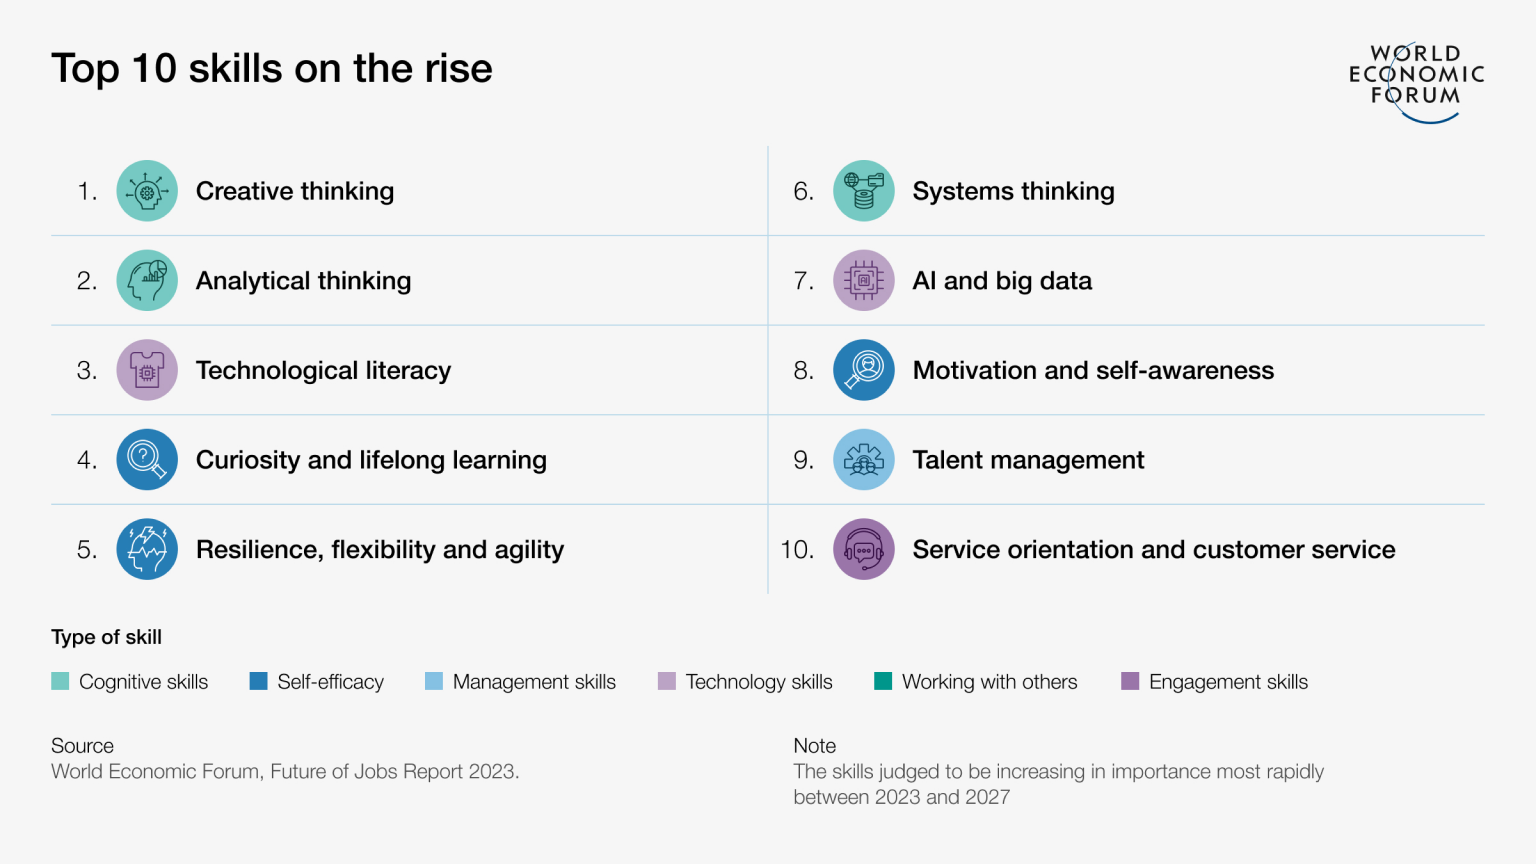 Top 10 skills on the rise
WORLD
ECONOMIC
FORUM
1. Creative thinking
2. Analytical thinking
3. Technological literacy
4. Curiosity and lifelong learning
?
5. Resilience, flexibility and agility
6. Systems thinking
7. AI and big data
AI
8. Motivation and self-awareness
9. Talent management
10. Service orientation and customer service
Type of skill
Cognitive skills
Self-efficacy
Management skills
Technology skills
Working with others
Engagement skills
Source
World Economic Forum, Future of Jobs Report 2023.
Note
The skills judged to be increasing in importance most rapidly
between 2023 and 2027